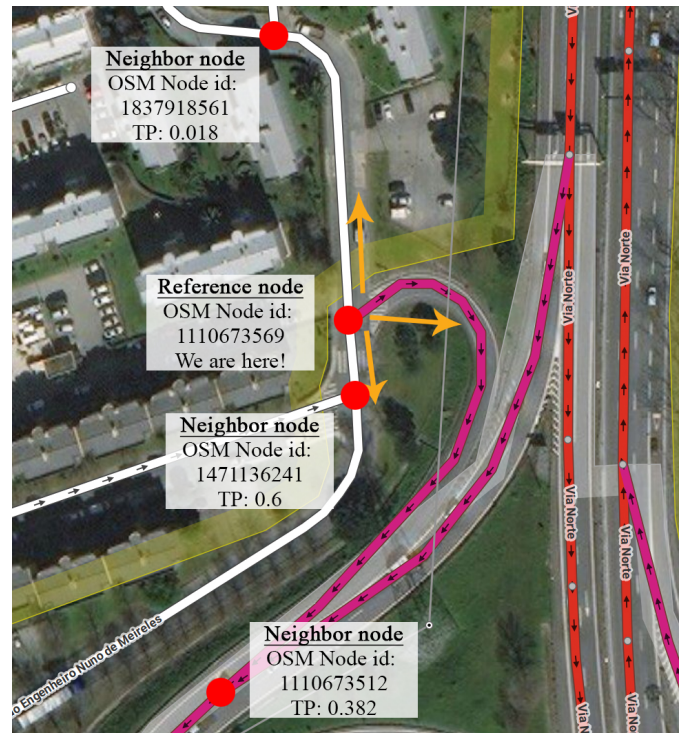 Neighbor node
OSM Node id:
1837918561
TP: 0.018
Via Norte
Via Norte
Reference node
OSM Node id:
1110673569
We are here!
Neighbor node
OSM Node id:
1471136241
TP: 0.6
Via Norte
Via Norte
Neighbor node
OSM Node id:
1110673512
TP: 0.382
o Engenheiro Nuno de Meireles
Via N
Via No